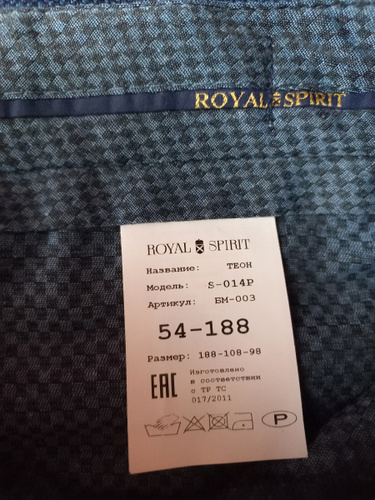 ROYAL SPIRIT
ROYAL SPIRIT
Название: ТЕОН
Модель: S-014P
Артикул: БМ-003
54-188
Размер: 188-108-98
EAC
Изготовлено
в соответствии
с ТР ТС
017/2011
P